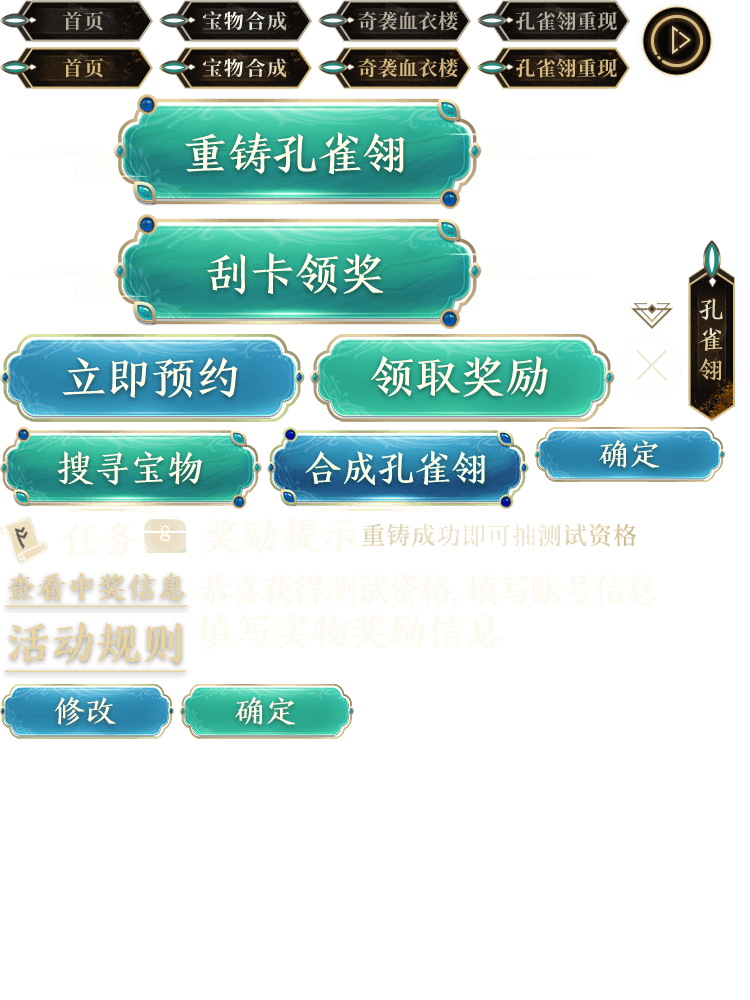 首页 宝物合成 奇袭血衣楼 孔雀翎重现
首页 宝物合成 奇袭血衣楼 孔雀翎重现
重铸孔雀翎
刮卡领奖
孔雀翎
立即预约 领取奖励
搜寻宝物 合成孔雀翎 确定
任务 奖励提示 重铸成功即可抽测试资格
查看中奖信息 恭喜获得测试资格, 填写账号信息
活动规则 填写实物奖励信息
修改 确定